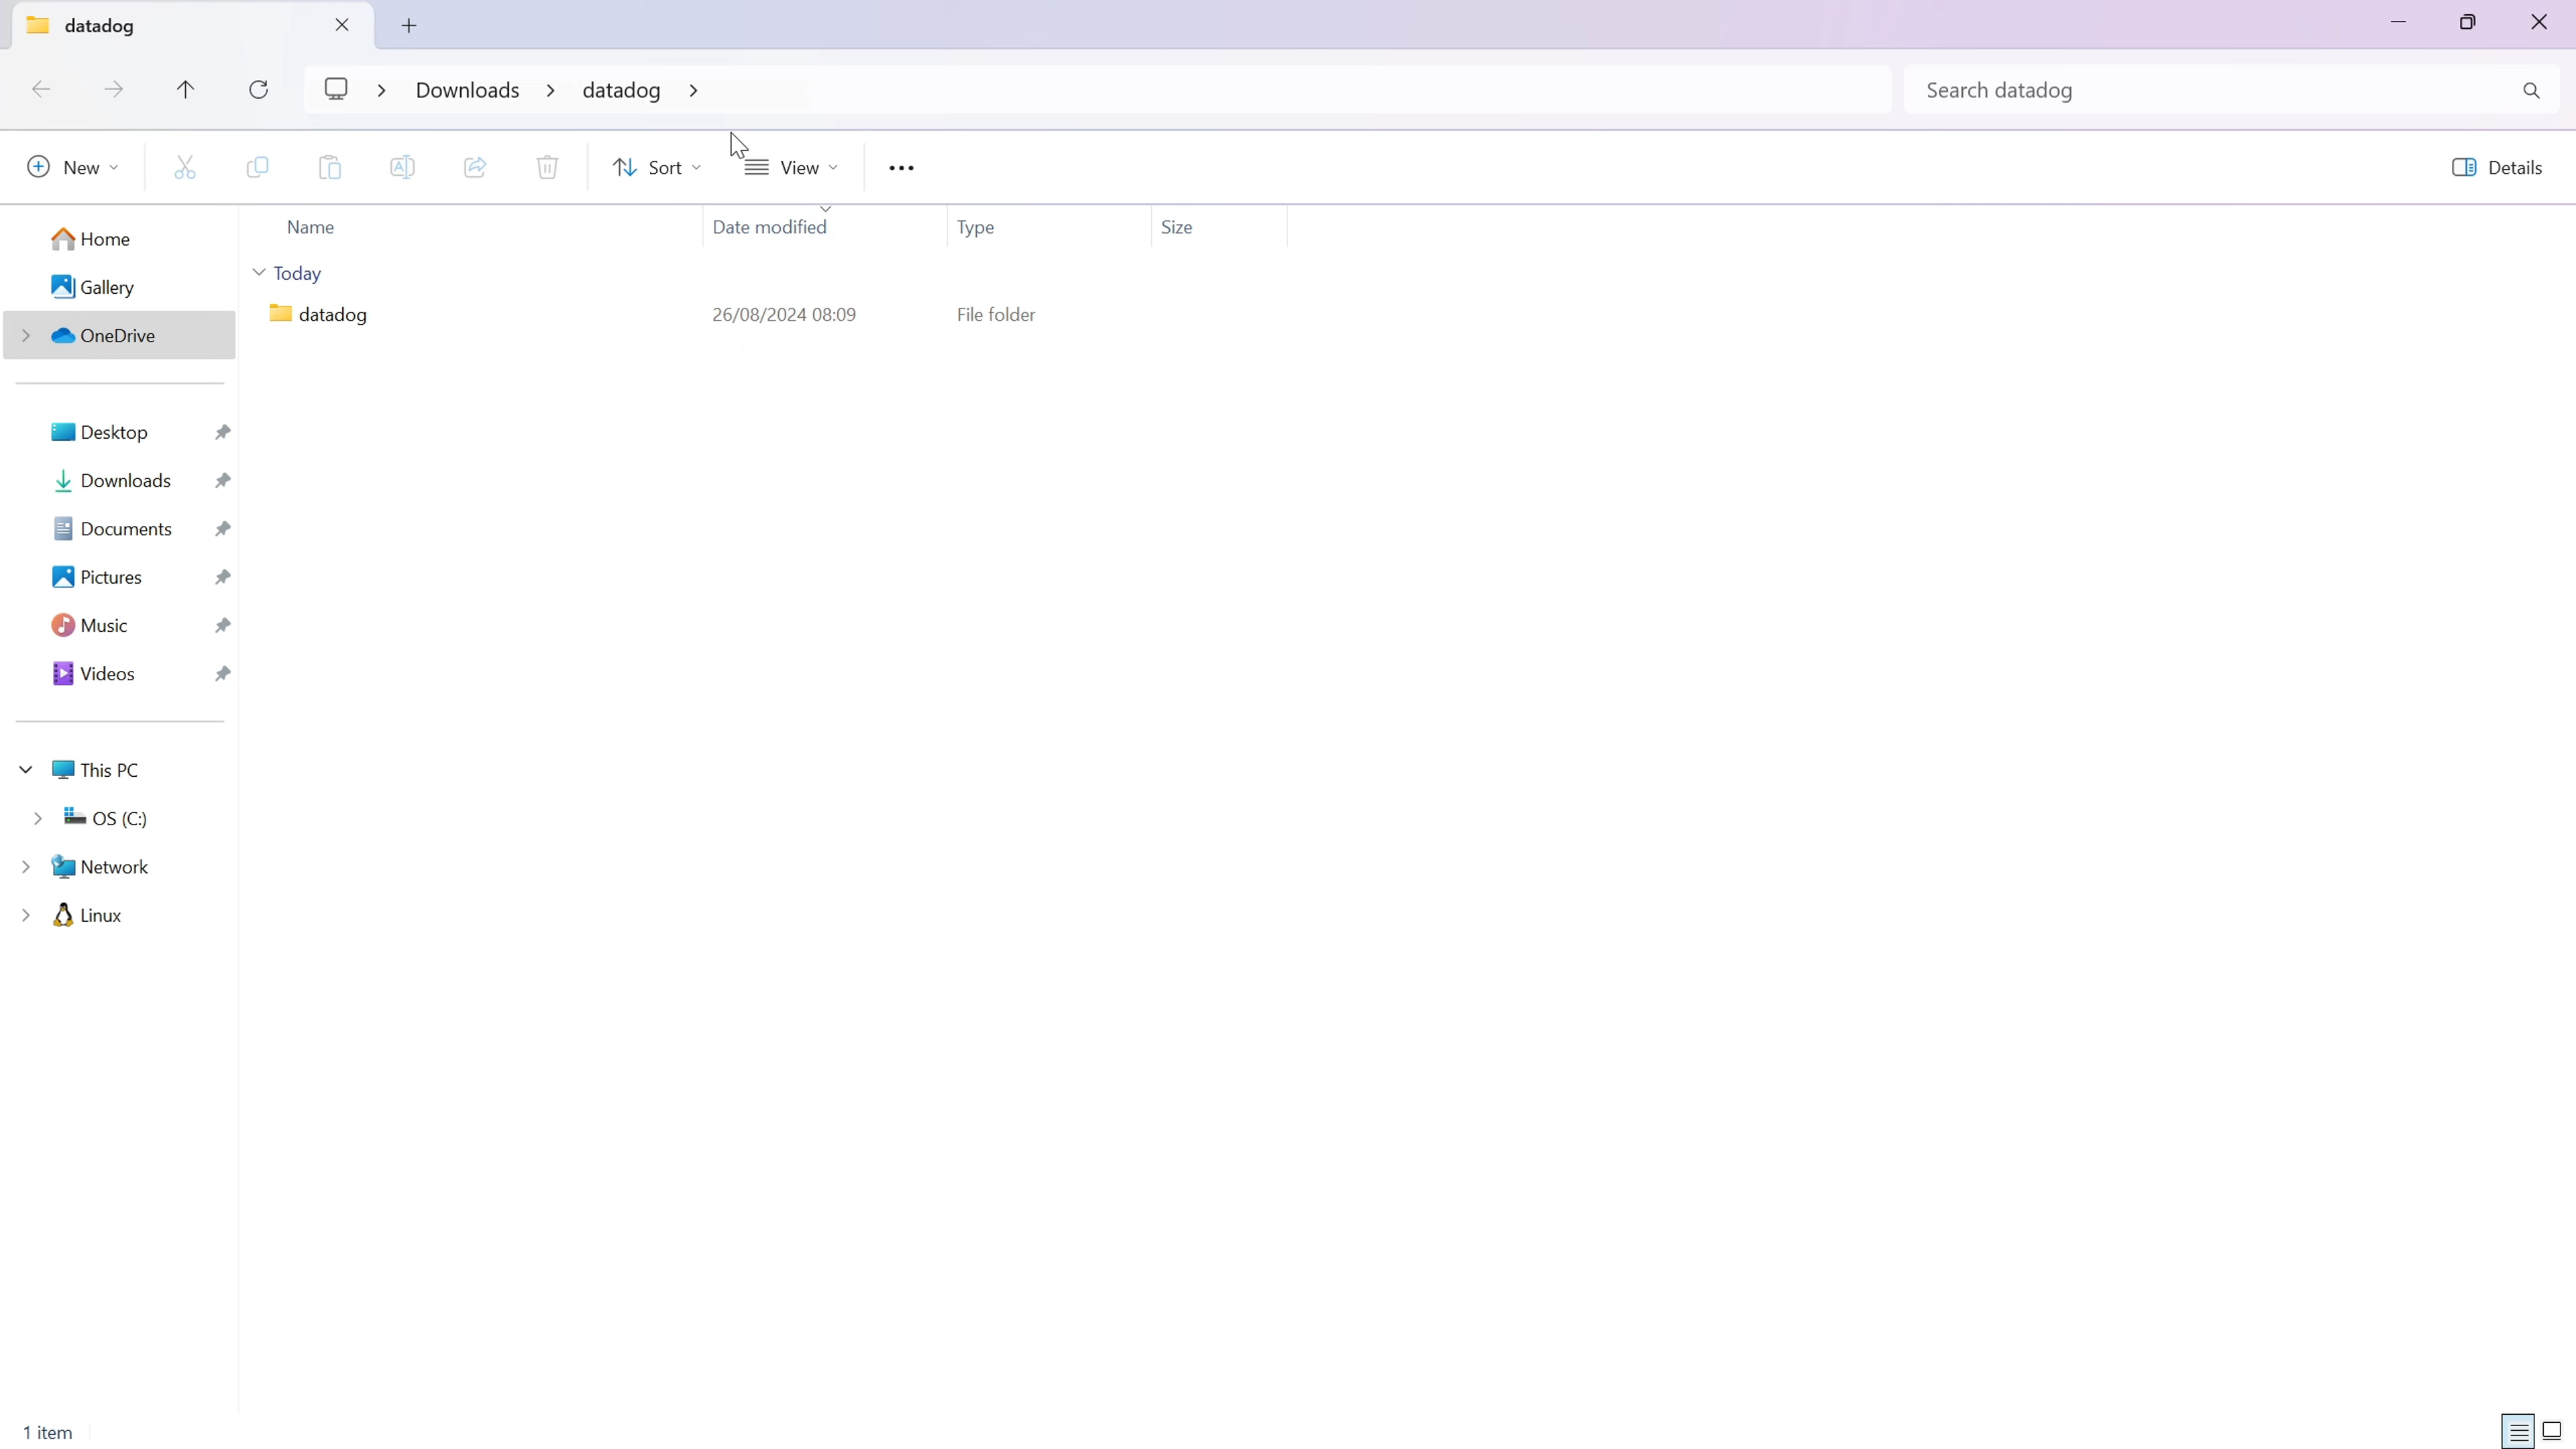 datadog
Downloads datadog
Search datadog
New Sort View Details
Name Date modified Type Size
Home
Gallery
OneDrive
Desktop
Downloads
Documents
Pictures
Music
Videos
This PC
OS (C:)
Network
Linux
Today
datadog 26/08/2024 08:09 File folder
1 item